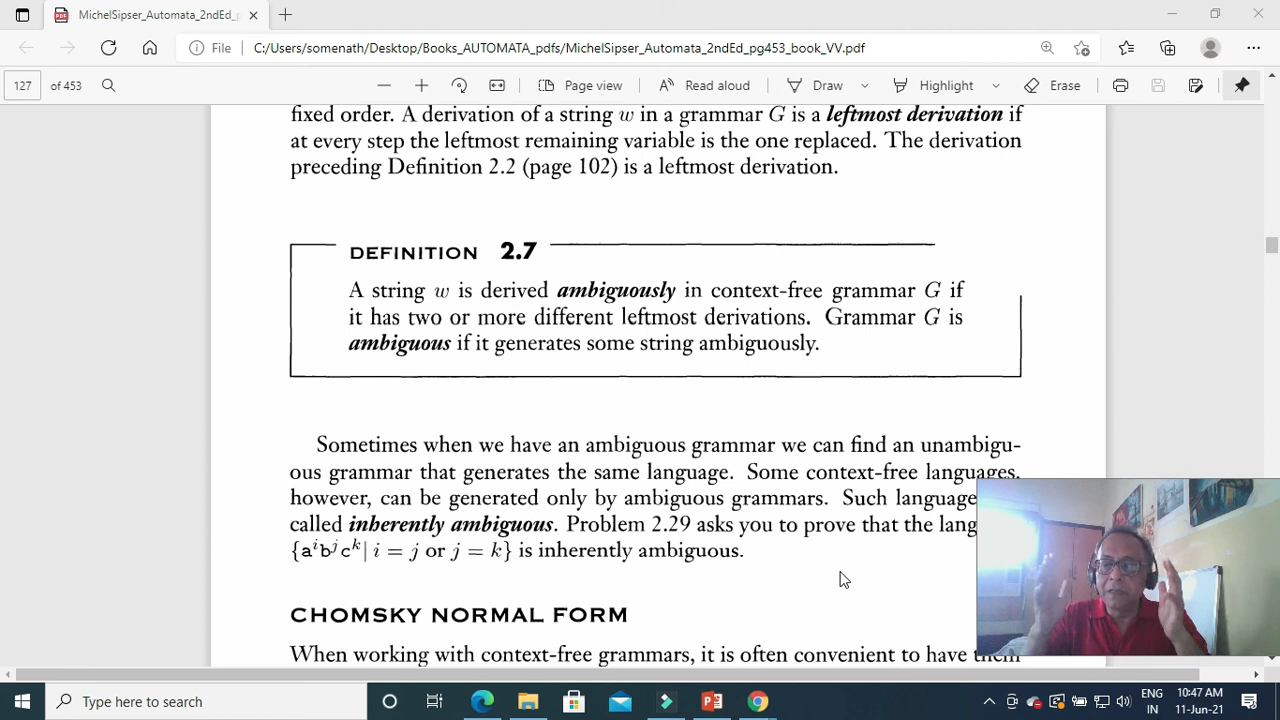 MichelSipser_Automata_2ndEd_p
File C:/Users/somenath/Desktop/Books_AUTOMATA_pdfs/MichelSipser_Automata_2ndEd_pg453_book_VV.pdf
127 of 453 Page view Read aloud Draw Highlight Erase
fixed order. A derivation of a string w in a grammar G is a leftmost derivation if
at every step the leftmost remaining variable is the one replaced. The derivation
preceding Definition 2.2 (page 102) is a leftmost derivation.
DEFINITION 2.7
A string w is derived ambiguously in context-free grammar G if
it has two or more different leftmost derivations. Grammar G is
ambiguous if it generates some string ambiguously.
Sometimes when we have an ambiguous grammar we can find an unambigu-
ous grammar that generates the same language. Some context-free languages,
however, can be generated only by ambiguous grammars. Such language
called inherently ambiguous. Problem 2.29 asks you to prove that the lang
{aⁱbʲcᵏ| i = j or j = k} is inherently ambiguous.
CHOMSKY NORMAL FORM
When working with context-free grammars, it is often convenient to have them
Type here to search
ENG
IN
10:47 AM
11-Jun-21